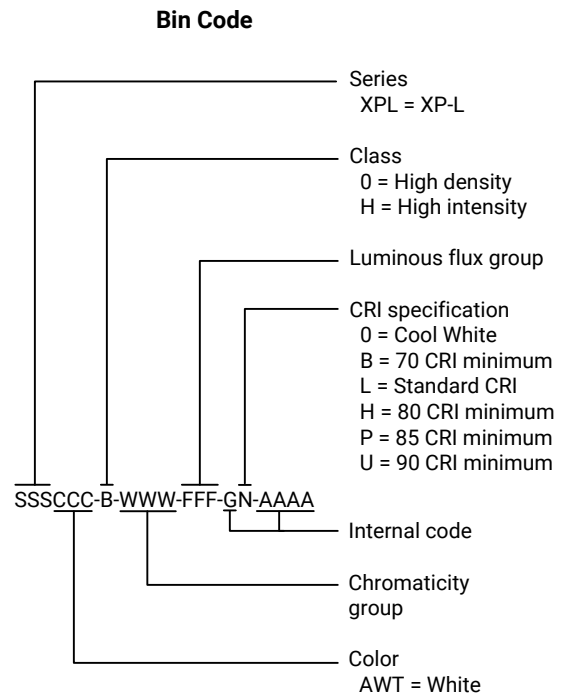 Bin Code
Series
XPL = XP-L
Class
0 = High density
H = High intensity
Luminous flux group
CRI specification
0 = Cool White
B = 70 CRI minimum
L = Standard CRI
H = 80 CRI minimum
P = 85 CRI minimum
U = 90 CRI minimum
SSSCCC-B-WWW-FFF-GN-AAAA
Internal code
Chromaticity
group
Color
AWT = White